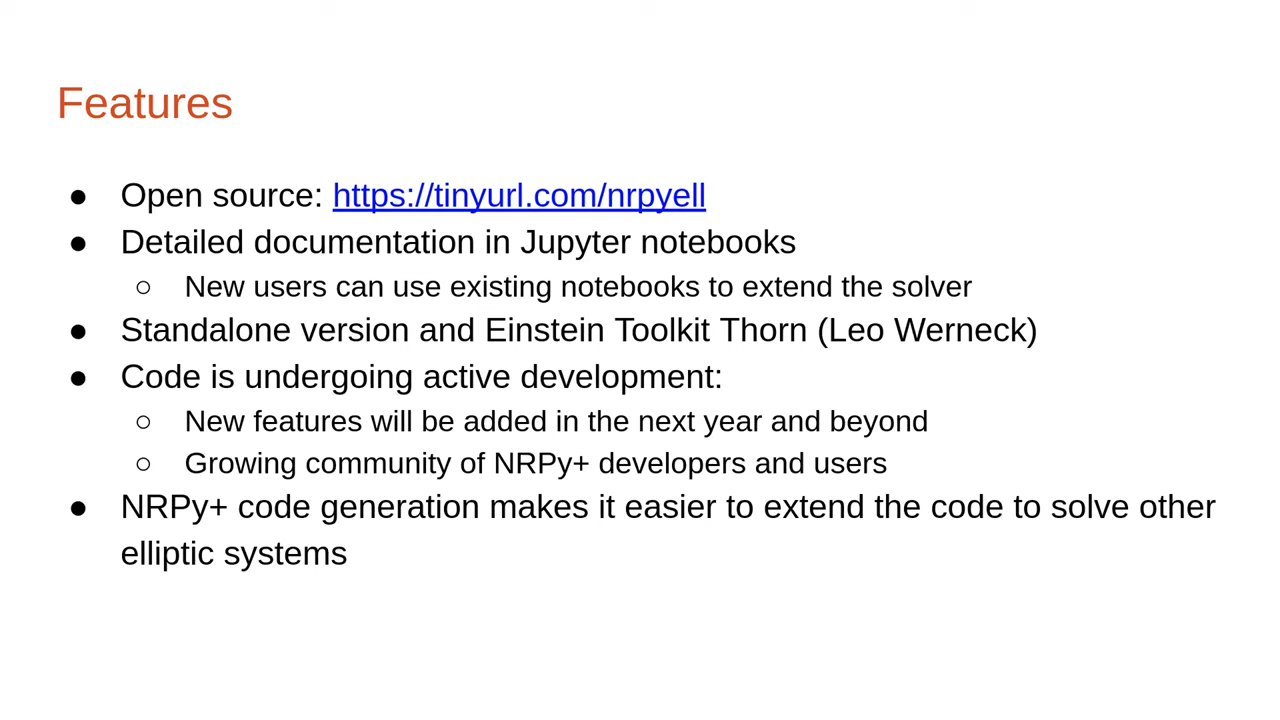 Features
● Open source: https://tinyurl.com/nrpyell
● Detailed documentation in Jupyter notebooks
○ New users can use existing notebooks to extend the solver
● Standalone version and Einstein Toolkit Thorn (Leo Werneck)
● Code is undergoing active development:
○ New features will be added in the next year and beyond
○ Growing community of NRPy+ developers and users
● NRPy+ code generation makes it easier to extend the code to solve other
elliptic systems